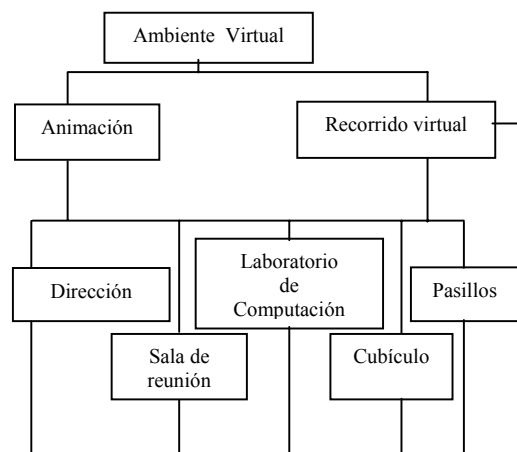 Ambiente Virtual
Animación
Recorrido virtual
Dirección
Laboratorio
de
Computación
Pasillos
Sala de
reunión
Cubículo